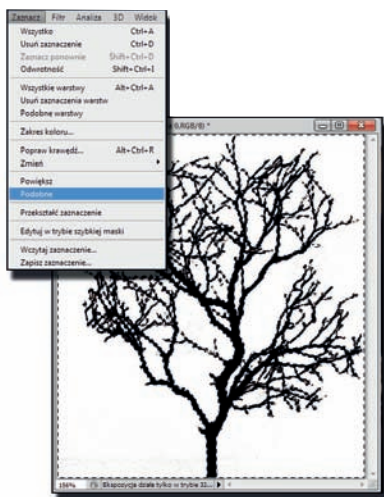 Zaznacz Filtr Analiza 3D Widok
Wszystko Ctrl+A
Usuń zaznaczenie Ctrl+D
Zaznacz ponownie Shift+Ctrl+D
Odwrotność Shift+Ctrl+I
Wszystkie warstwy Alt+Ctrl+A
Usuń zaznaczenia warstw
Podobne warstwy
Zakres koloru...
Popraw krawędź... Alt+Ctrl+R
Zmień
Powiększ
Podobne
Przekształć zaznaczenie
Edytuj w trybie szybkiej maski
Wczytaj zaznaczenie...
Zapisz zaznaczenie...
RGB/8) *
Ekspozycja działa tylko w trybie 32...